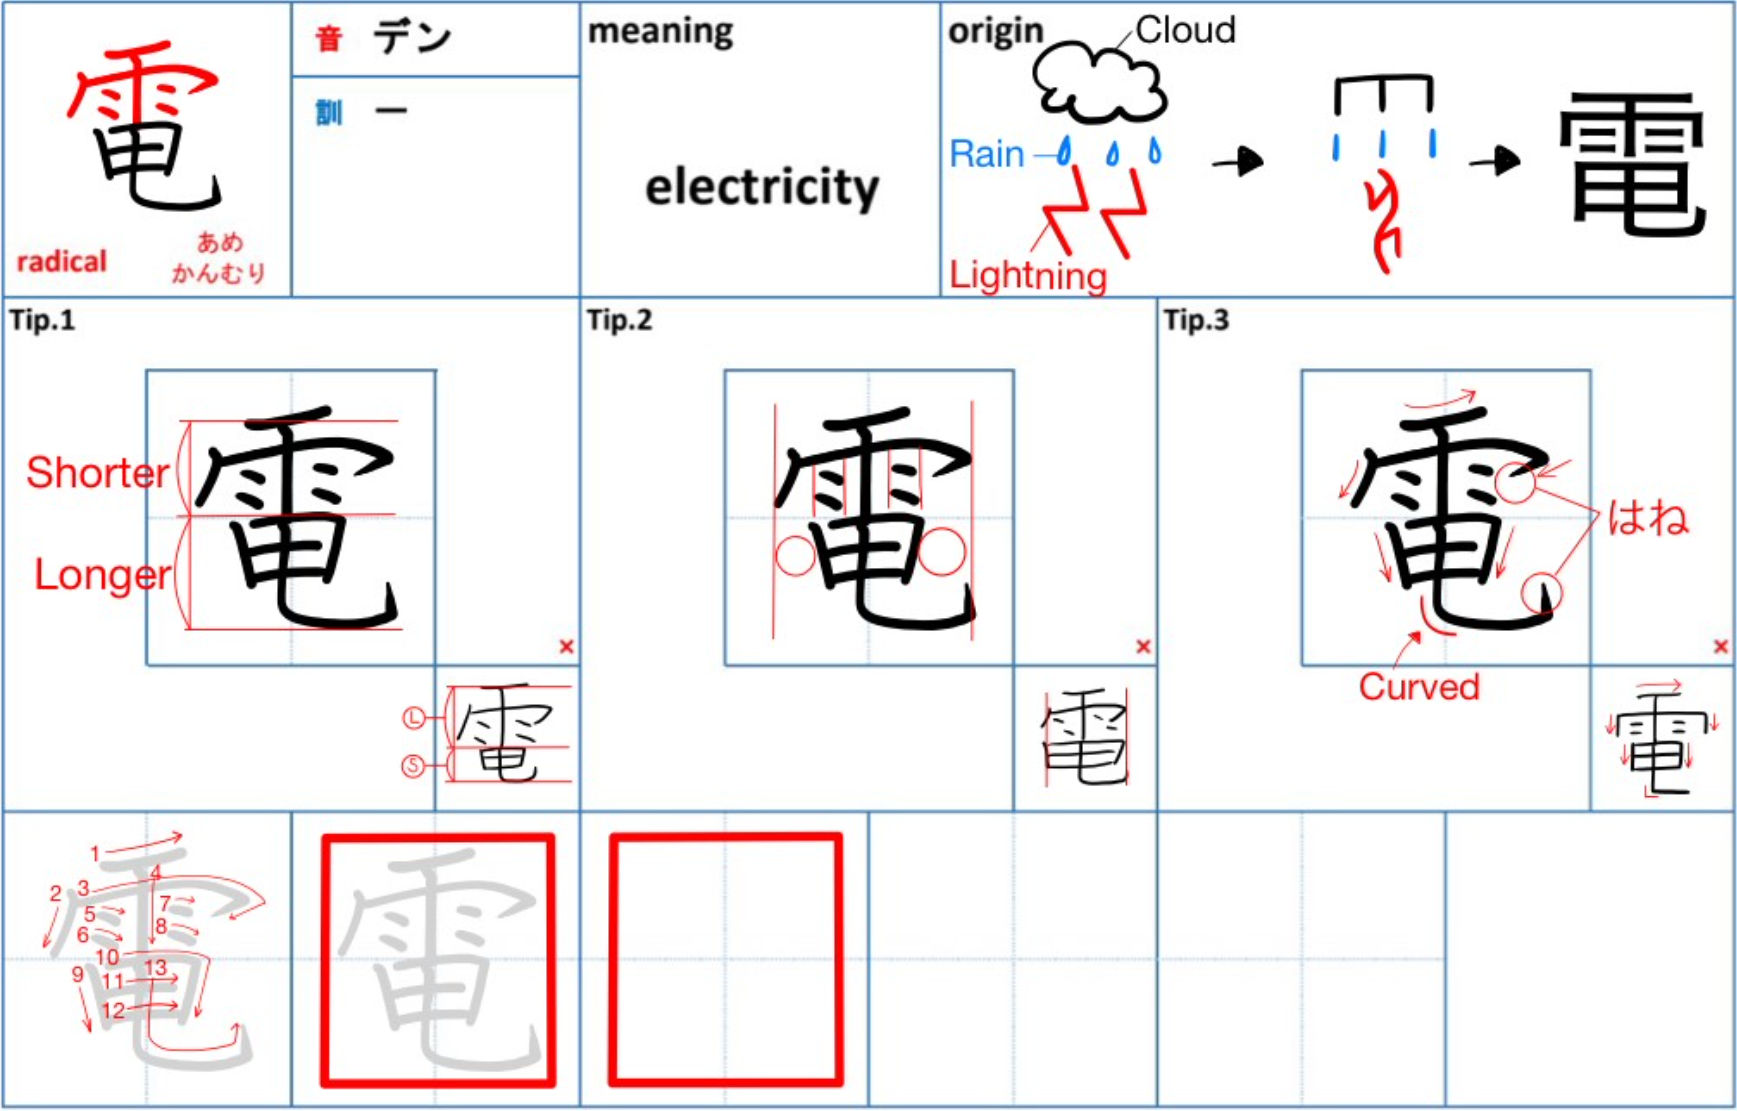 電
radical
あめ
かんむり
音 デン
訓 ー
meaning
electricity
origin
Cloud
Rain
Lightning
電
Tip.1
Shorter
Longer
電
×
L
S
電
Tip.2
電
×
電
Tip.3
電
はね
Curved
×
電
1
2
3
4
5
6
7
8
9
10
11
12
13
電
電